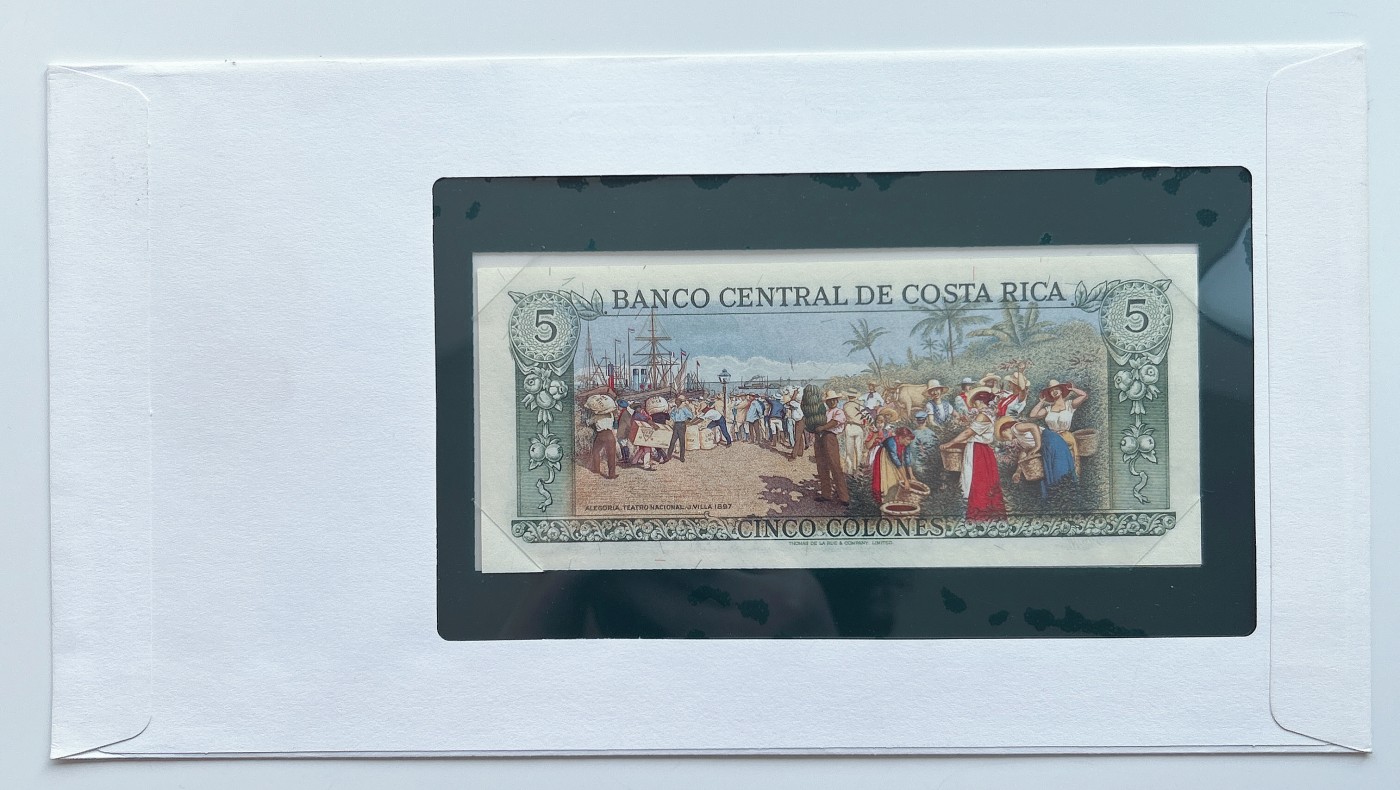 BANCO CENTRAL DE COSTA RICA
5
5
ALEGORIA, TEATRO NACIONAL. J. VILLA 1897
CINCO COLONES
THOMAS DE LA RUE & COMPANY, LIMITED.